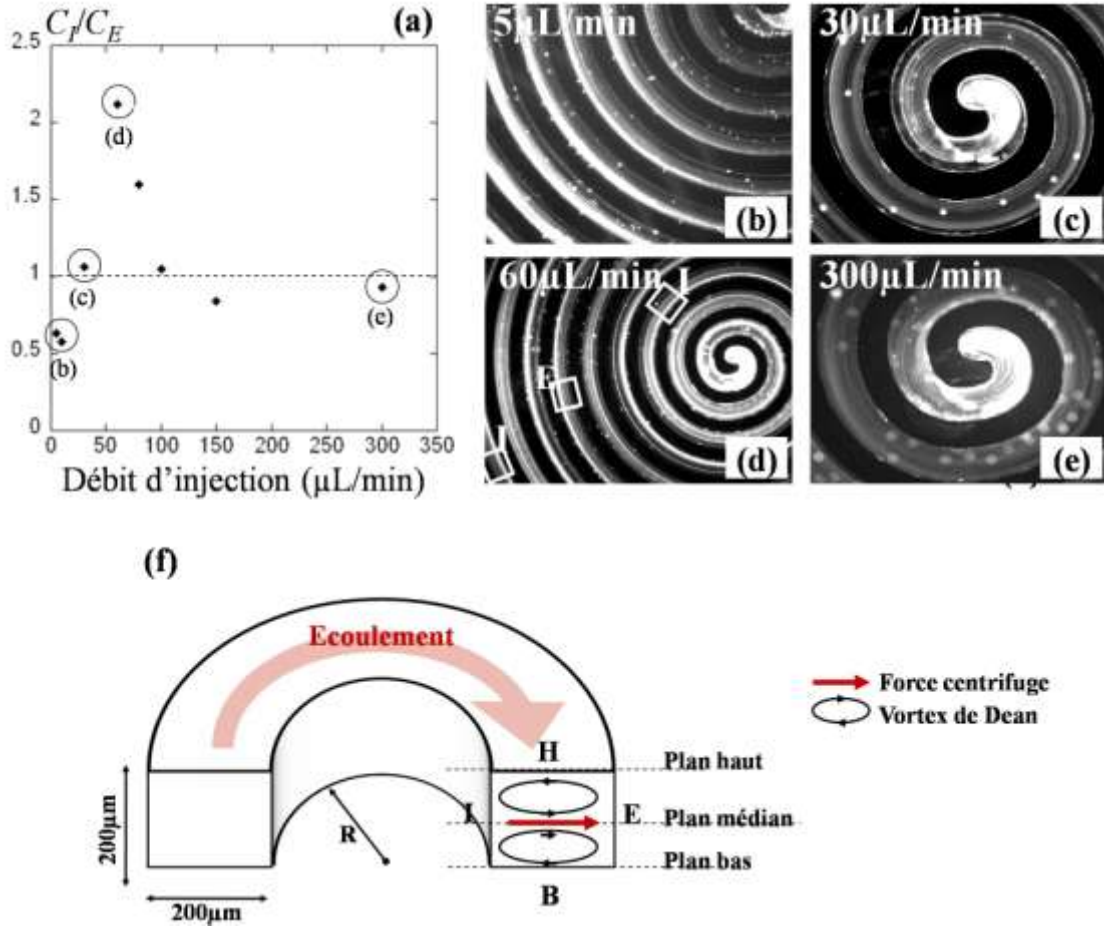 C_I/C_E
(a)
2.5
2
1.5
1
0.5
0
(d)
(c)
(b)
(e)
0 50 100 150 200 250 300 350
Débit d'injection (µL/min)
5µL/min
(b)
30µL/min
(c)
60µL/min
I
E
I
(d)
300µL/min
(e)
(f)
Ecoulement
Force centrifuge
Vortex de Dean
H
Plan haut
I
E
Plan médian
R
Plan bas
B
200µm
200µm